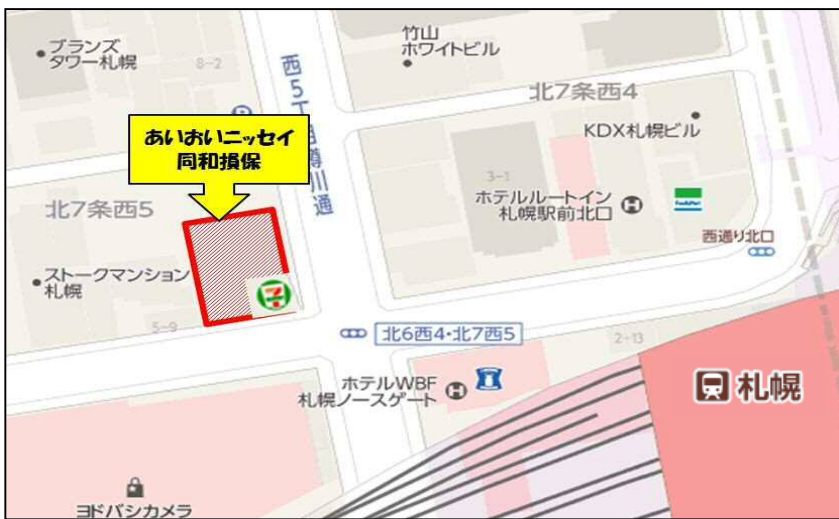 ブランズ
タワー札幌
8-2
西5丁目樽川通
竹山
ホワイトビル
北7条西4
KDX札幌ビル
あいおいニッセイ
同和損保
3-1
ホテルルートイン
札幌駅前北口
H
FamilyMart
西通り北口
北7条西5
ストークマンション
札幌
7
5-9
北6西4・北7西5
2-13
ホテルWBF
札幌ノースゲート
H
札幌
ヨドバシカメラ